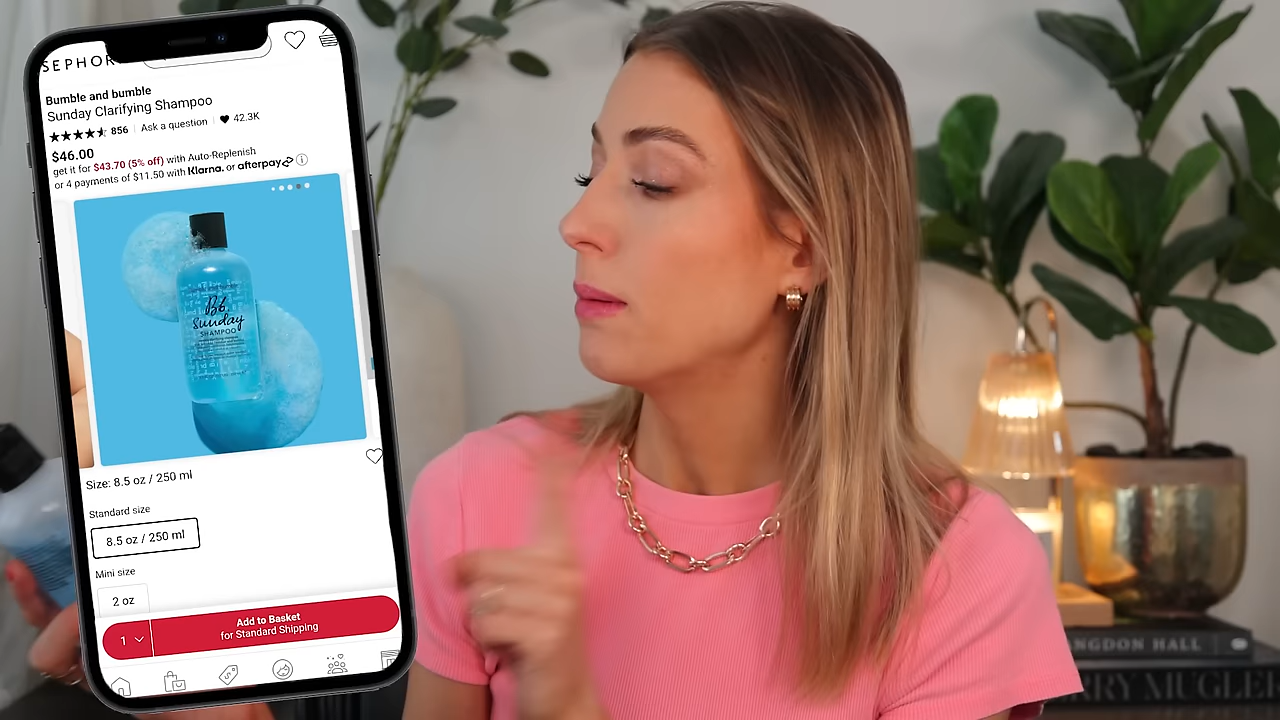 SEPHOR
Bumble and bumble
Sunday Clarifying Shampoo
856 | Ask a question | 42.3K
$46.00
get it for $43.70 (5% off) with Auto-Replenish
or 4 payments of $11.50 with Klarna. or afterpay
Bb
Sunday
SHAMPOO
Size: 8.5 oz / 250 ml
Standard size
8.5 oz / 250 ml
Mini size
2 oz
1
Add to Basket
for Standard Shipping
NGDON HALL
RY MUGLER